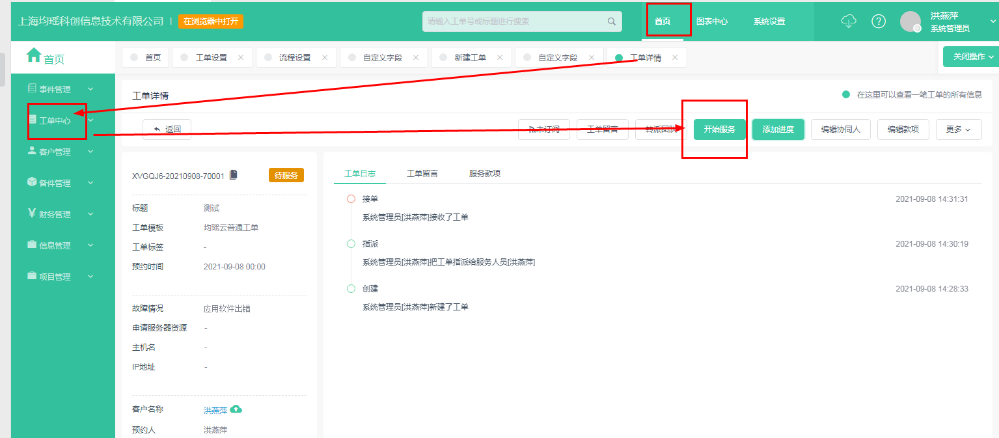 上海均瑶科创信息技术有限公司 | 在浏览器中打开
请输入工单号或标题进行搜索
首页 图表中心 系统设置
洪燕萍
系统管理员
首页
首页 工单设置 流程设置 自定义字段 新建工单 自定义字段 工单详情
关闭操作
事件管理
工单中心
客户管理
备件管理
财务管理
信息管理
项目管理
工单详情
在这里可以查看一笔工单的所有信息
返回
未订阅 工单留言 转派团队 开始服务 添加进度 编辑协同人 编辑款项 更多
XVGQJ6-20210908-70001 待服务
标题 测试
工单模板 均瑶云普通工单
工单标签 -
预约时间 2021-09-08 00:00
故障情况 应用软件出错
申请服务器资源 -
主机名 -
IP地址 -
客户名称 洪燕萍
预约人 洪燕萍
工单日志 工单留言 服务款项
接单 2021-09-08 14:31:31
系统管理员[洪燕萍]接收了工单
指派 2021-09-08 14:30:19
系统管理员[洪燕萍]把工单指派给服务人员[洪燕萍]
创建 2021-09-08 14:28:33
系统管理员[洪燕萍]新建了工单